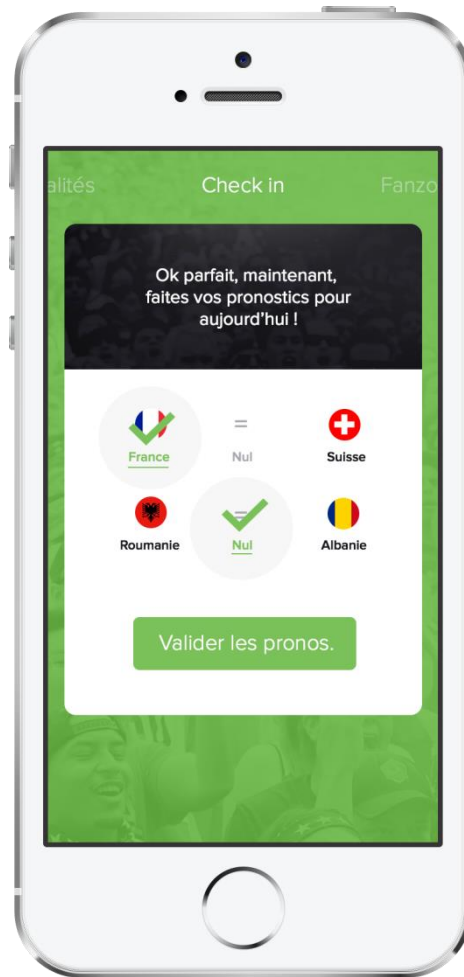 alités Check in Fanzo
Ok parfait, maintenant,
faites vos pronostics pour
aujourd'hui !
= 
France Nul Suisse
=
Roumanie Nul Albanie
Valider les pronos.